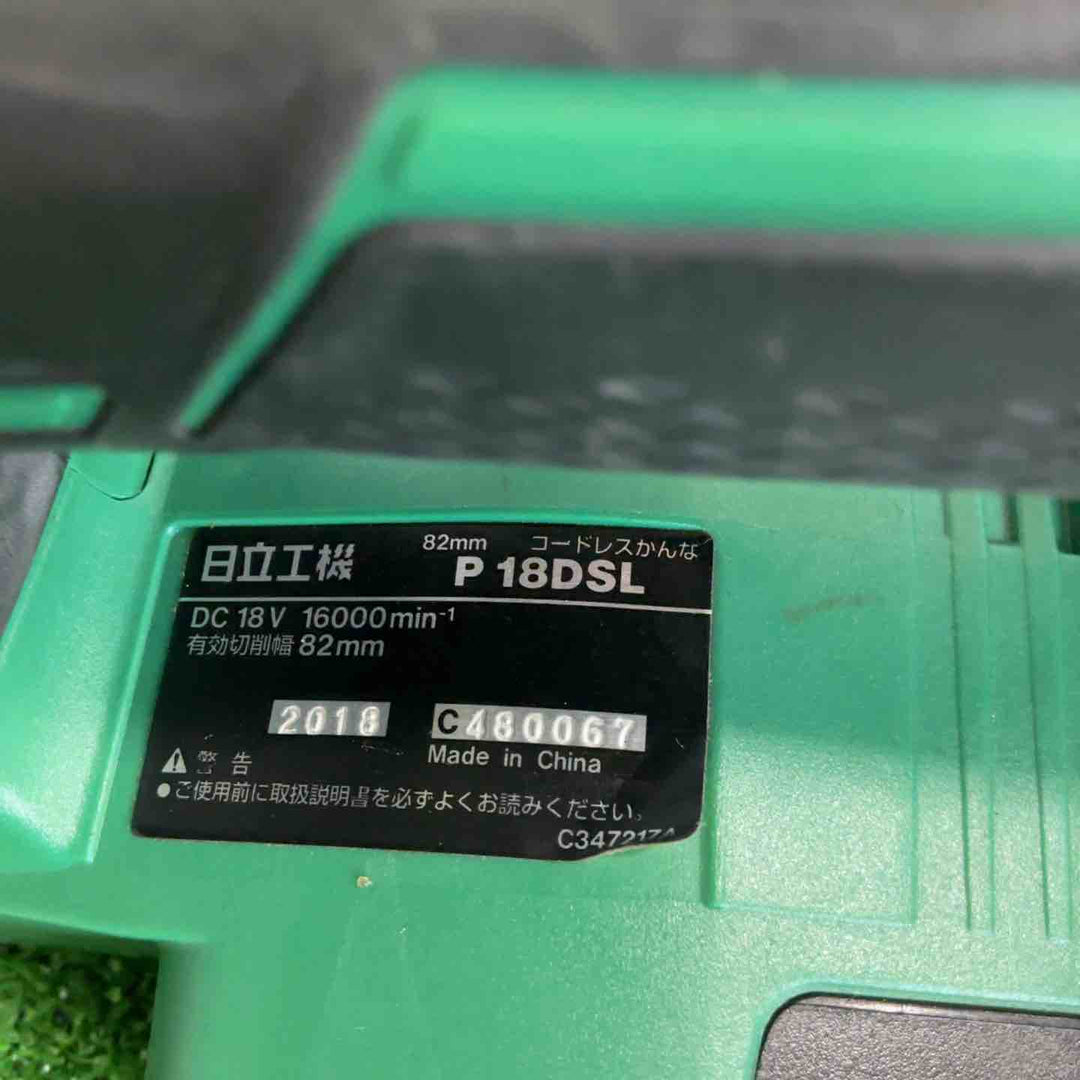 82mm コードレスかんな
日立工機 P 18DSL
DC 18V 16000min⁻¹
有効切削幅 82mm
2018 C480067
Made in China
警告
●ご使用前に取扱説明書を必ずよくお読みください。